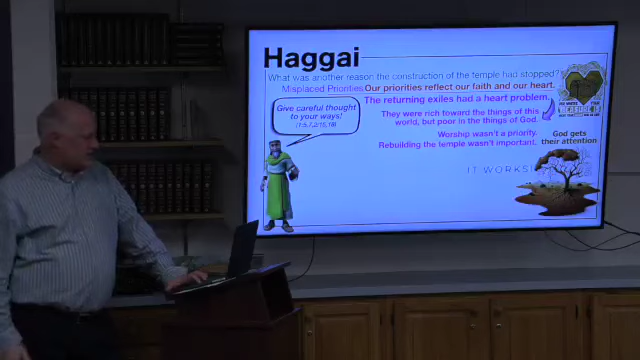 Haggai
What was another reason the construction of the temple had stopped?
Misplaced Priorities Our priorities reflect our faith and our heart.
Give careful thought
to your ways!
The returning exiles had a heart problem.
They were rich toward the things of this
world, but poor in the things of God.
Worship wasn't a priority.
Rebuilding the temple wasn't important.
God gets
their attention
IT WORKS!